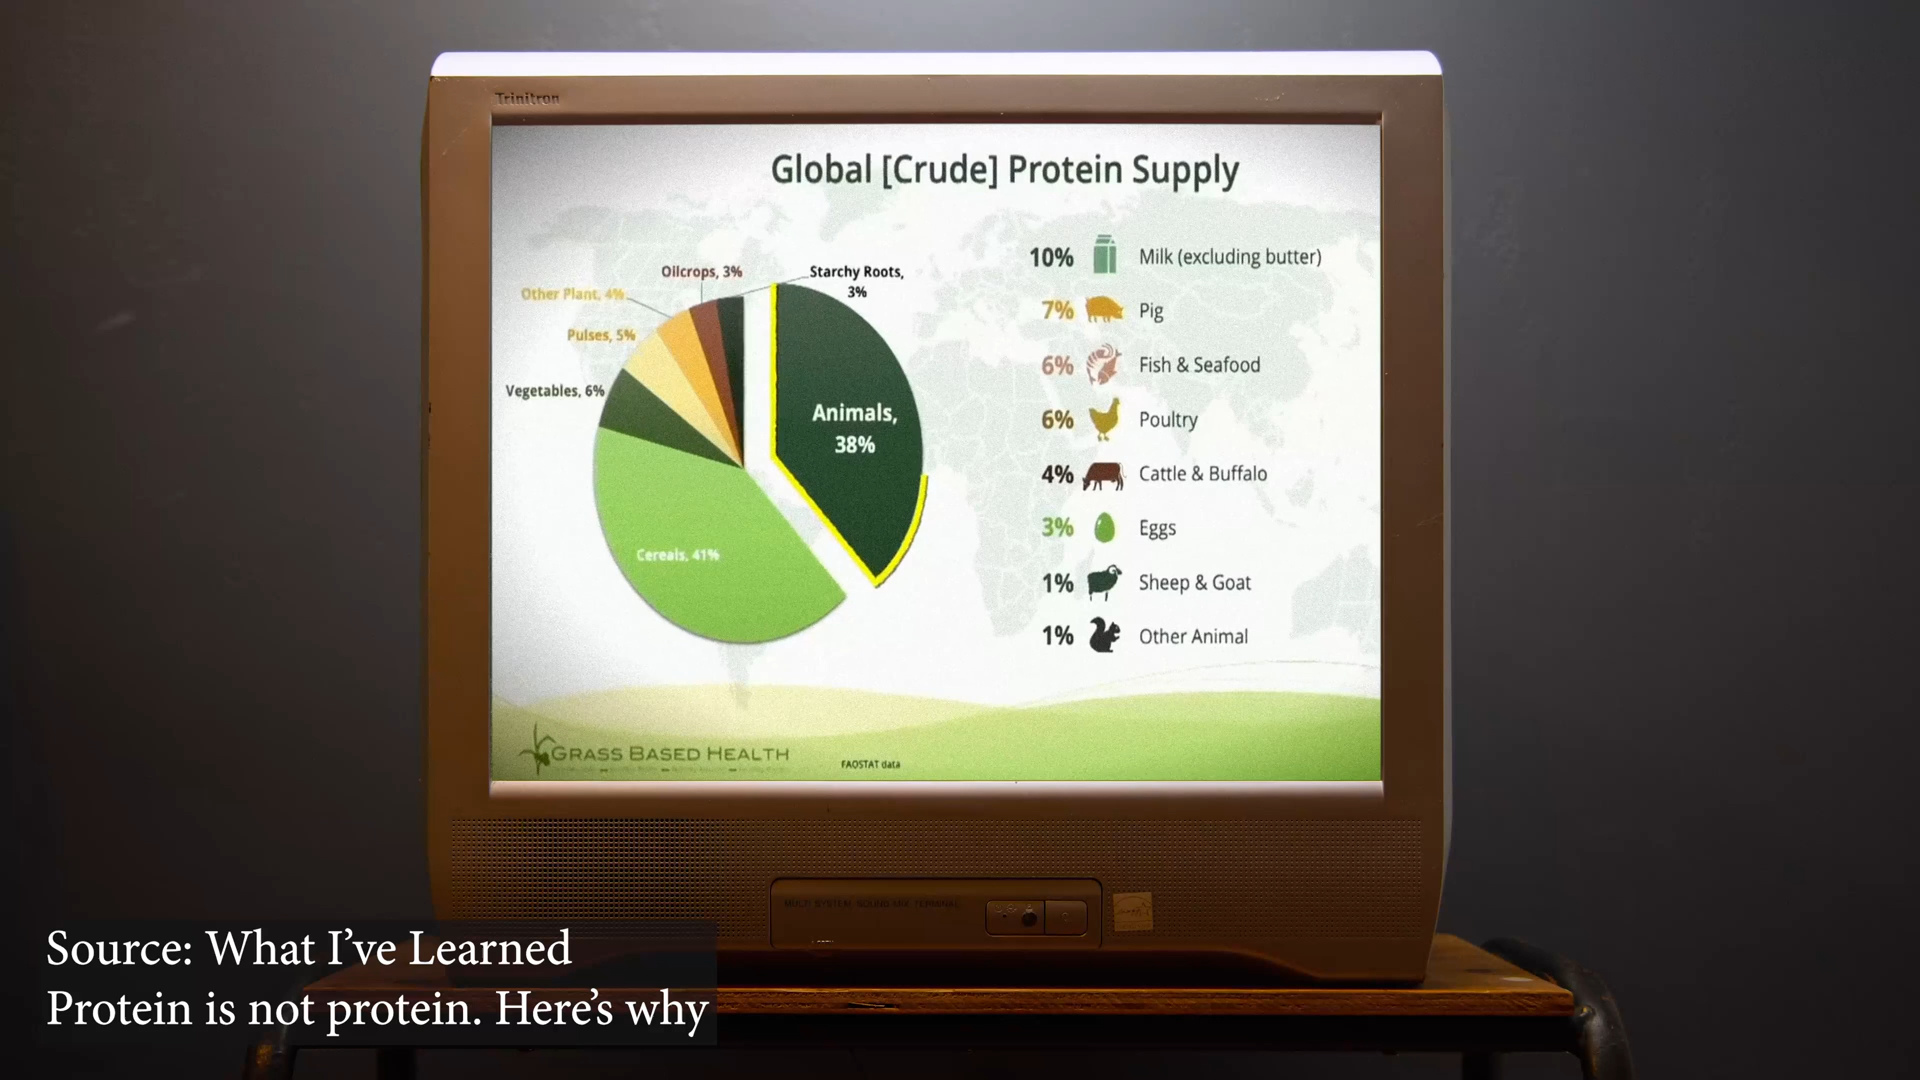 Trinitron
Global [Crude] Protein Supply
Oilcrops, 3%
Starchy Roots,
3%
Other Plant, 4%
Pulses, 5%
Vegetables, 6%
Animals,
38%
Cereals, 41%
10% Milk (excluding butter)
7% Pig
6% Fish & Seafood
6% Poultry
4% Cattle & Buffalo
3% Eggs
1% Sheep & Goat
1% Other Animal
GRASS BASED HEALTH
FAOSTAT data
Source: What I’ve Learned
Protein is not protein. Here’s why